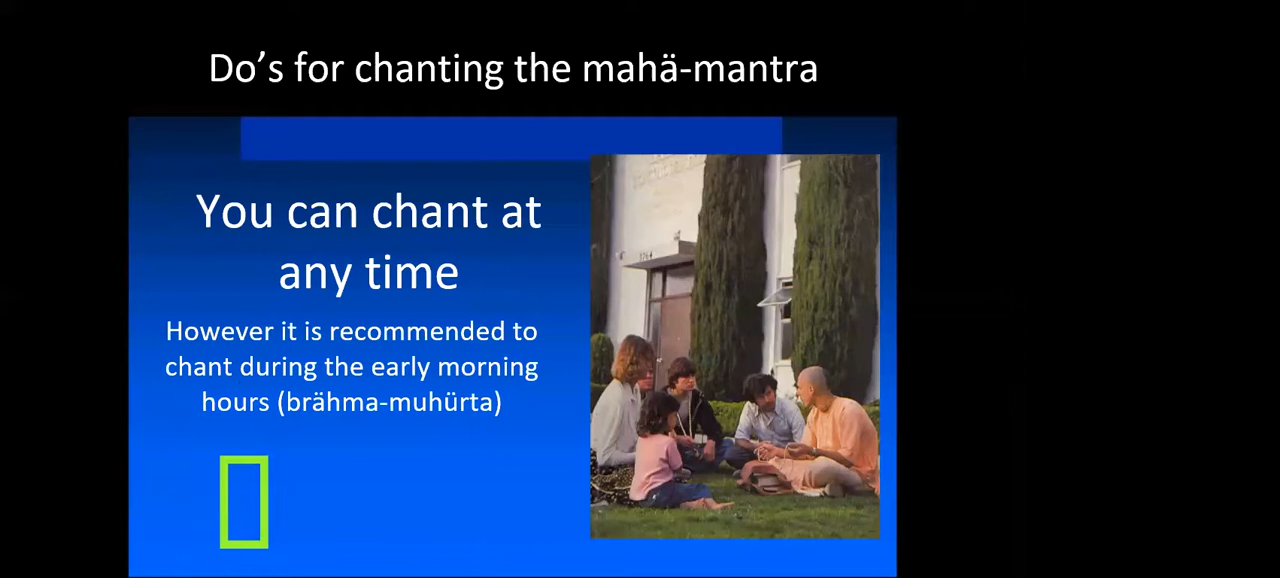 Do’s for chanting the mahä-mantra
You can chant at
any time
However it is recommended to
chant during the early morning
hours (brähma-muhürta)